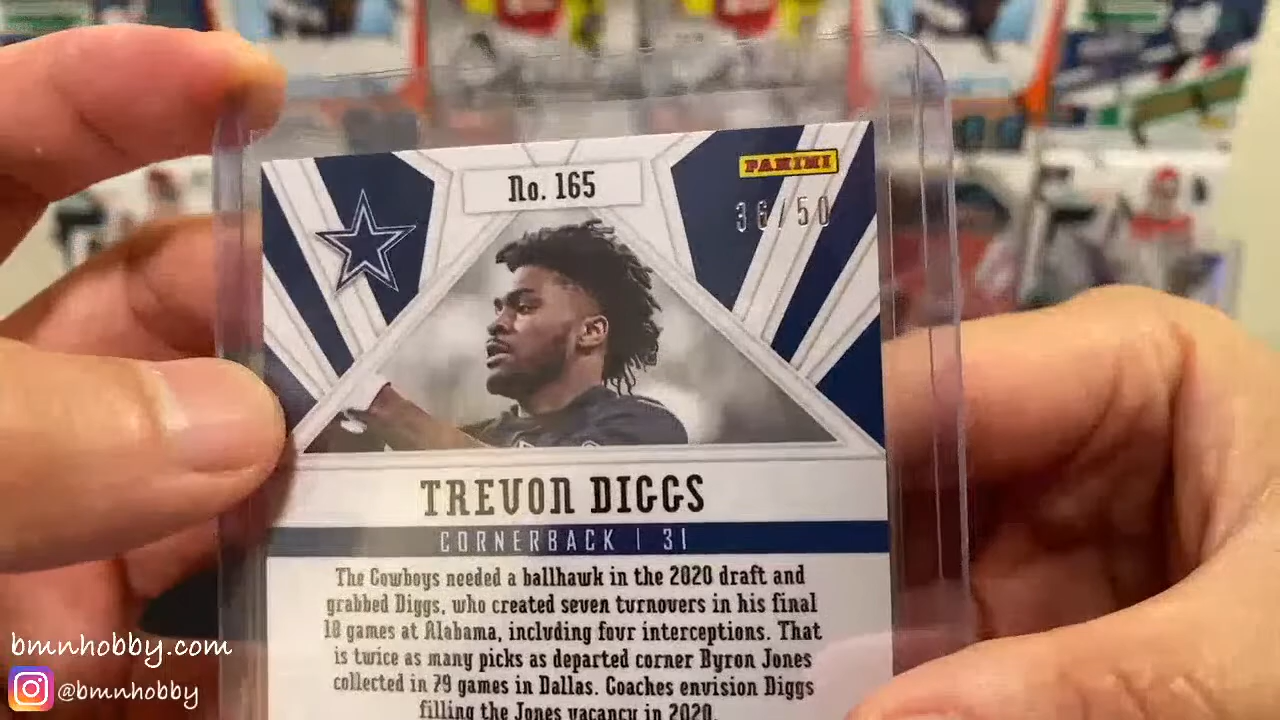 PANINI
No. 165
36/50
TREVON DIGGS
CORNERBACK | 31
The Cowboys needed a ballhawk in the 2020 draft and
grabbed Diggs, who created seven turnovers in his final
18 games at Alabama, including four interceptions. That
is twice as many picks as departed corner Byron Jones
collected in 79 games in Dallas. Coaches envision Diggs
filling the Jones vacancy in 2020.
bmnhobby.com
@bmnhobby